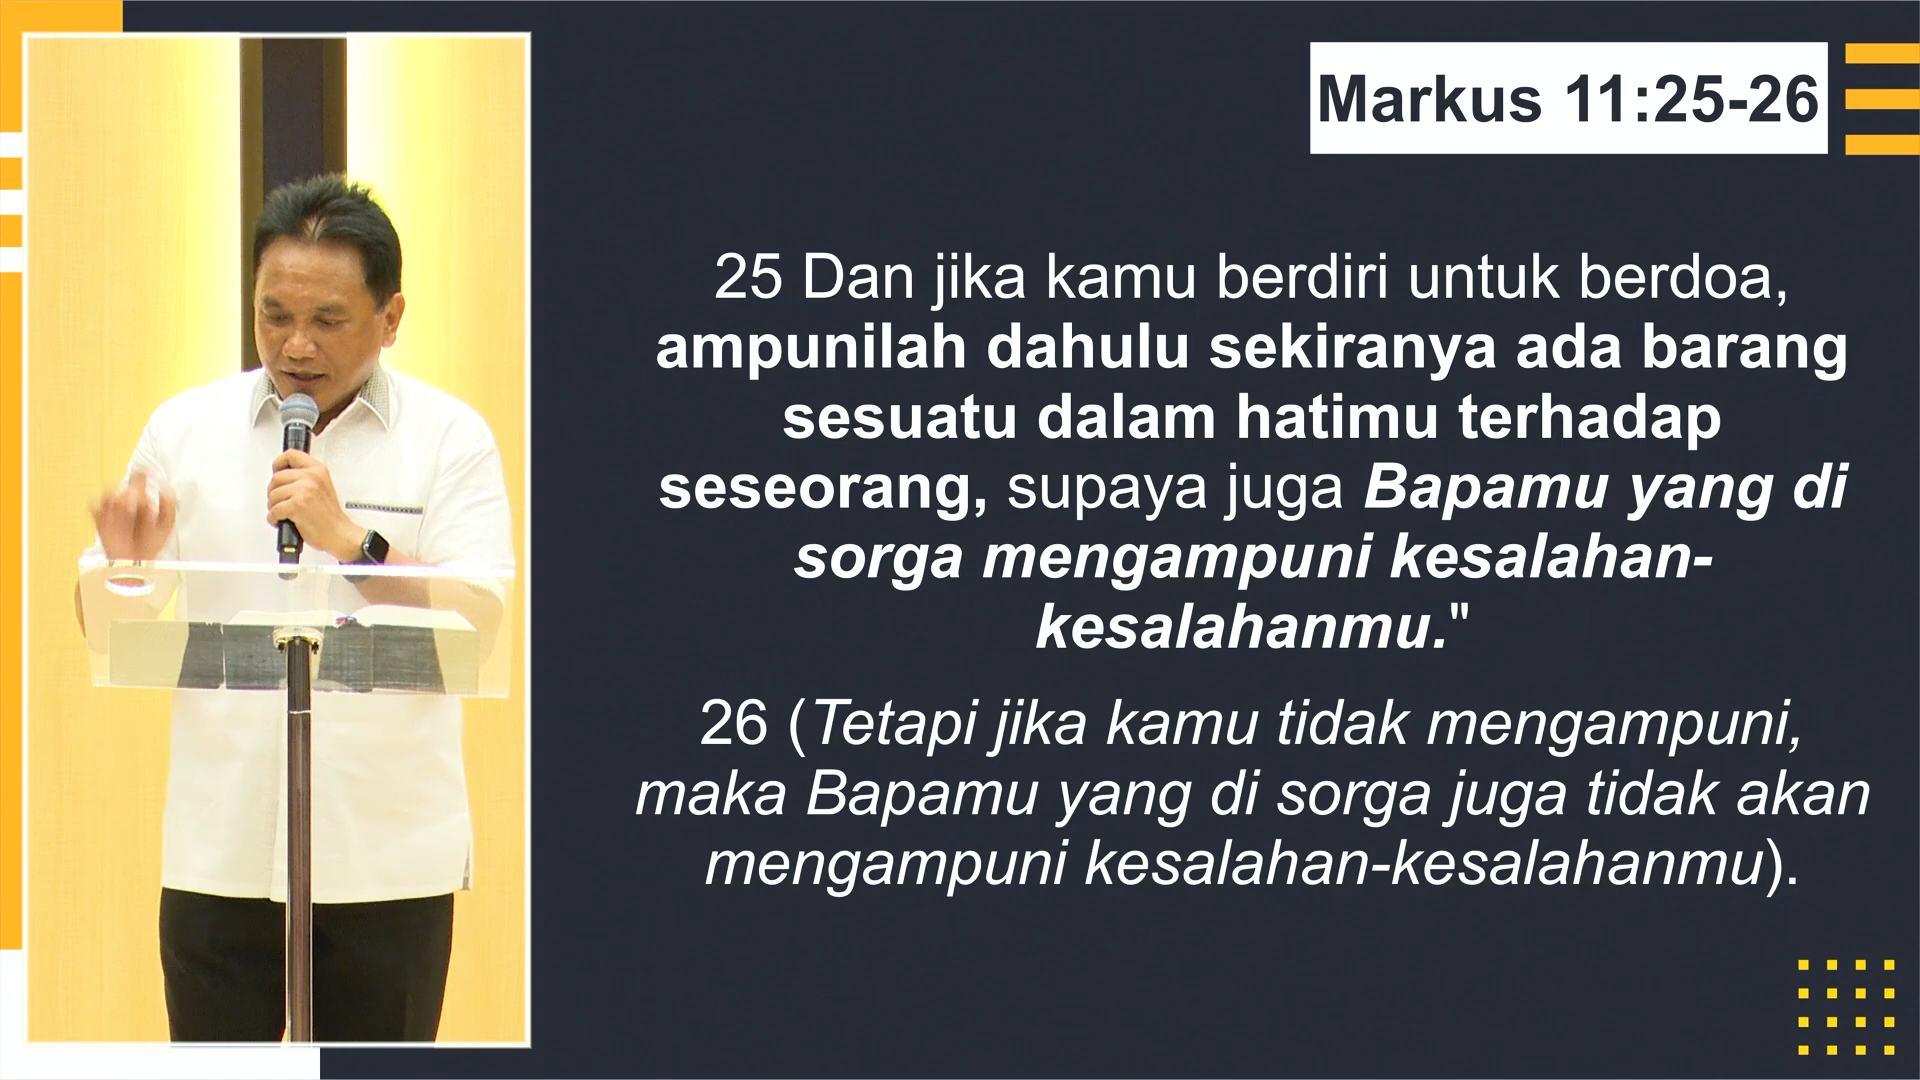 Markus 11:25-26
25 Dan jika kamu berdiri untuk berdoa,
ampunilah dahulu sekiranya ada barang
sesuatu dalam hatimu terhadap
seseorang, supaya juga Bapamu yang di
sorga mengampuni kesalahan-
kesalahanmu."
26 (Tetapi jika kamu tidak mengampuni,
maka Bapamu yang di sorga juga tidak akan
mengampuni kesalahan-kesalahanmu).